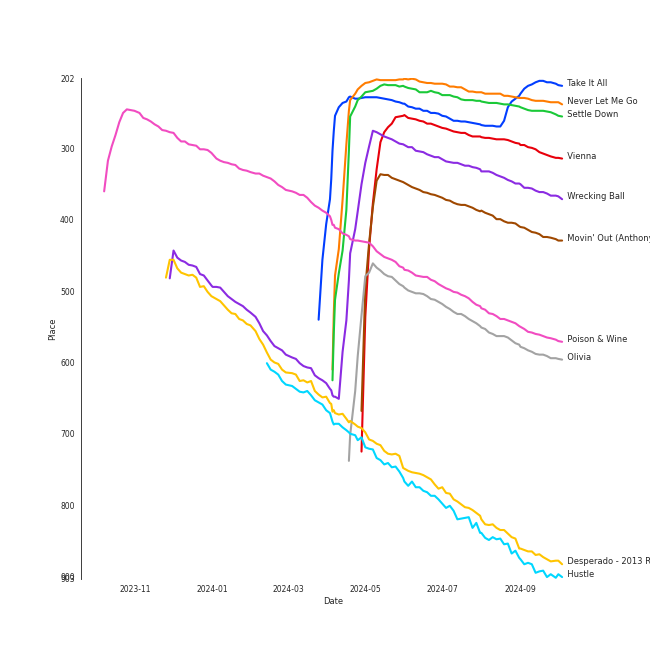 202
300
400
500
600
700
800
900
903
Place
2023-11
2024-01
2024-03
2024-05
2024-07
2024-09
Date
Take It All
Never Let Me Go
Settle Down
Vienna
Wrecking Ball
Movin' Out (Anthony
Poison & Wine
Olivia
Desperado - 2013 R
Hustle